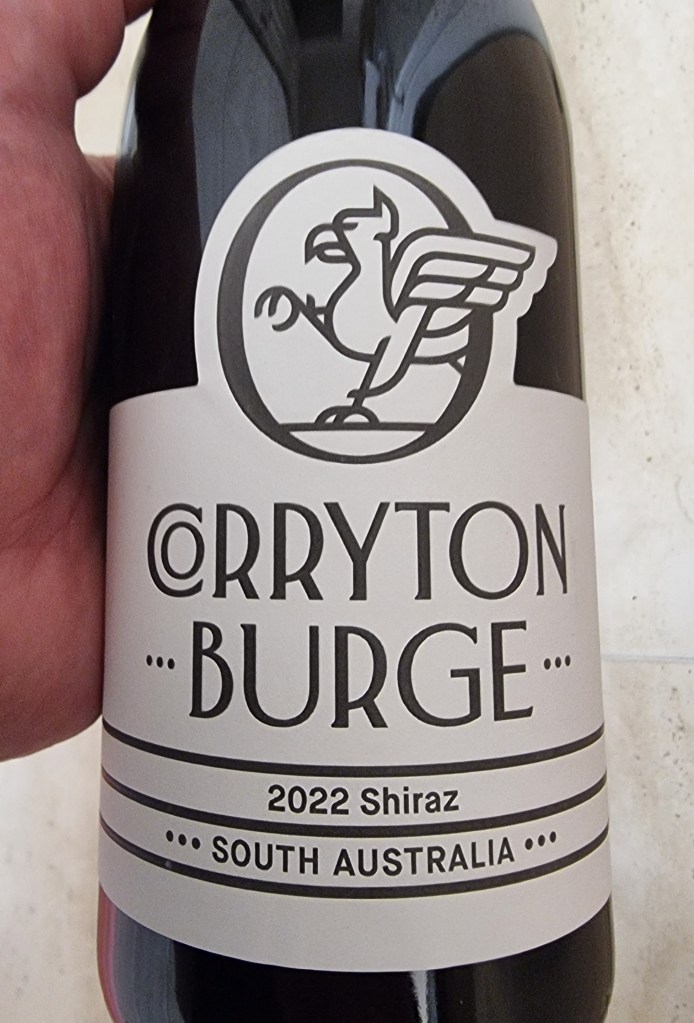 CORRYTON
••• BURGE •••
2022 Shiraz
••• SOUTH AUSTRALIA •••